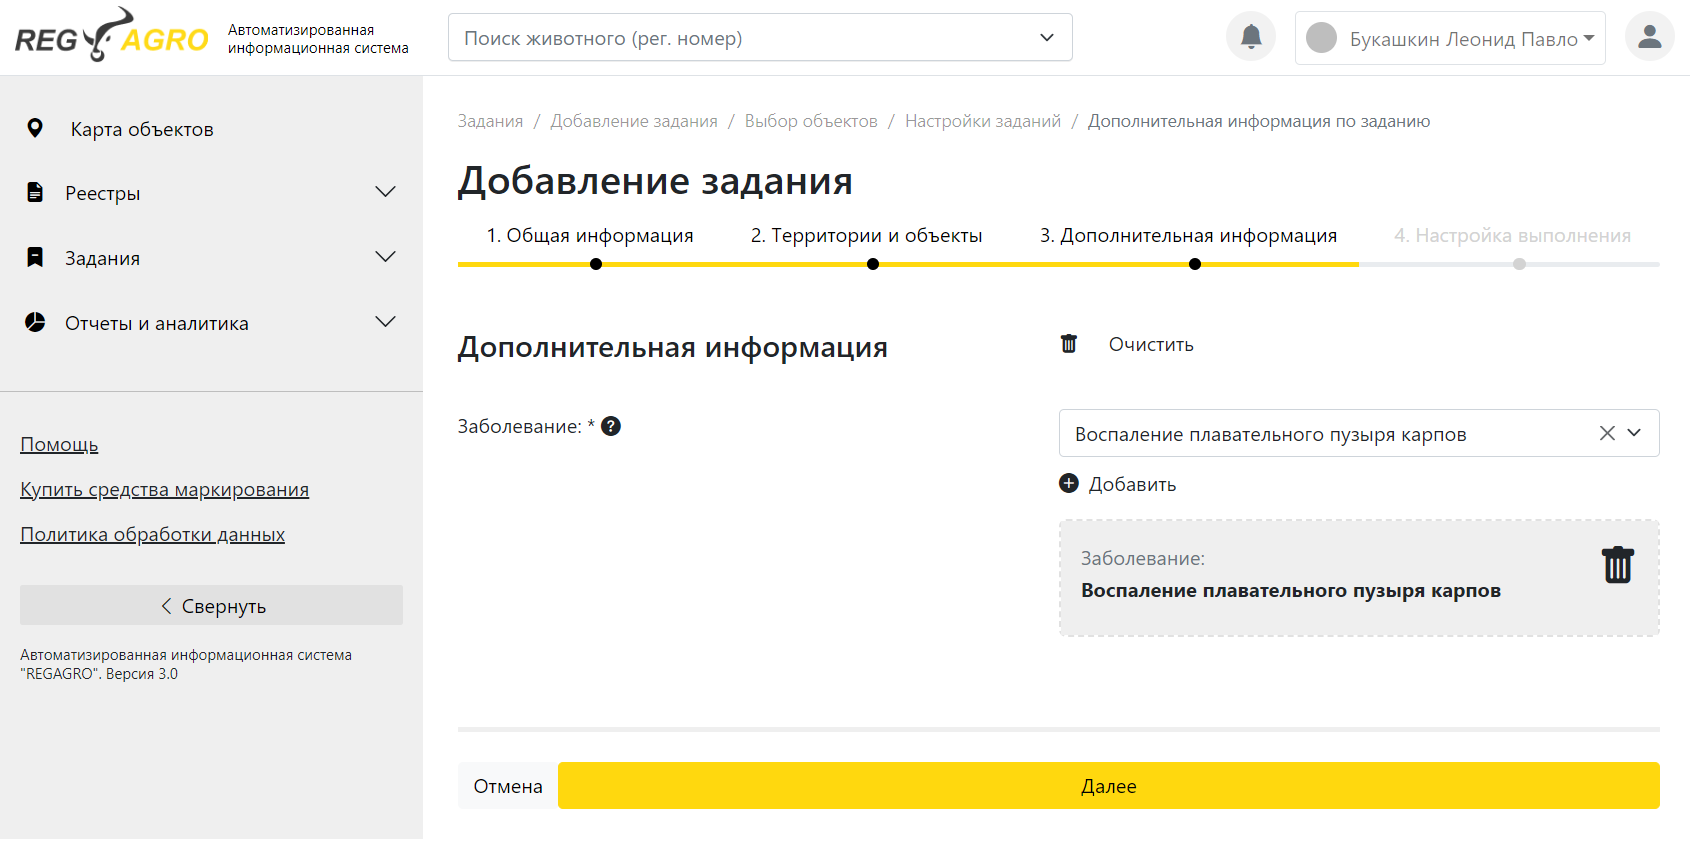 REG AGRO
Автоматизированная
информационная система
Поиск животного (рег. номер)
Букашкин Леонид Павло
Карта объектов
Реестры
Задания
Отчеты и аналитика
Помощь
Купить средства маркирования
Политика обработки данных
Свернуть
Автоматизированная информационная система
"REGAGRO". Версия 3.0
Задания / Добавление задания / Выбор объектов / Настройки заданий / Дополнительная информация по заданию
Добавление задания
1. Общая информация
2. Территории и объекты
3. Дополнительная информация
4. Настройка выполнения
Дополнительная информация
Очистить
Заболевание: * ?
Воспаление плавательного пузыря карпов
Добавить
Заболевание:
Воспаление плавательного пузыря карпов
Отмена
Далее